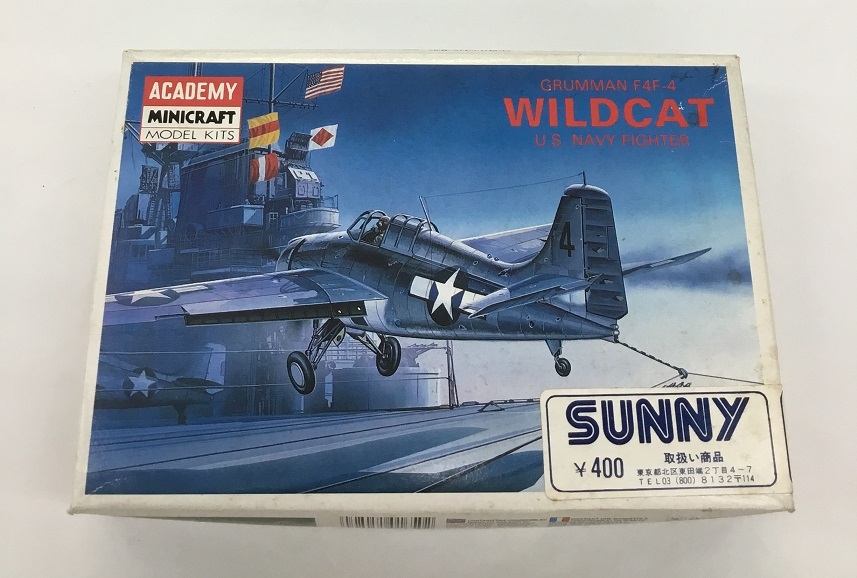 ACADEMY
MINICRAFT
MODEL KITS
GRUMMAN F4F-4
WILDCAT
U.S. NAVY FIGHTER
4
SUNNY
取扱い商品
¥400
東京都北区東田端2丁目4-7
TEL03(800)8132〒114